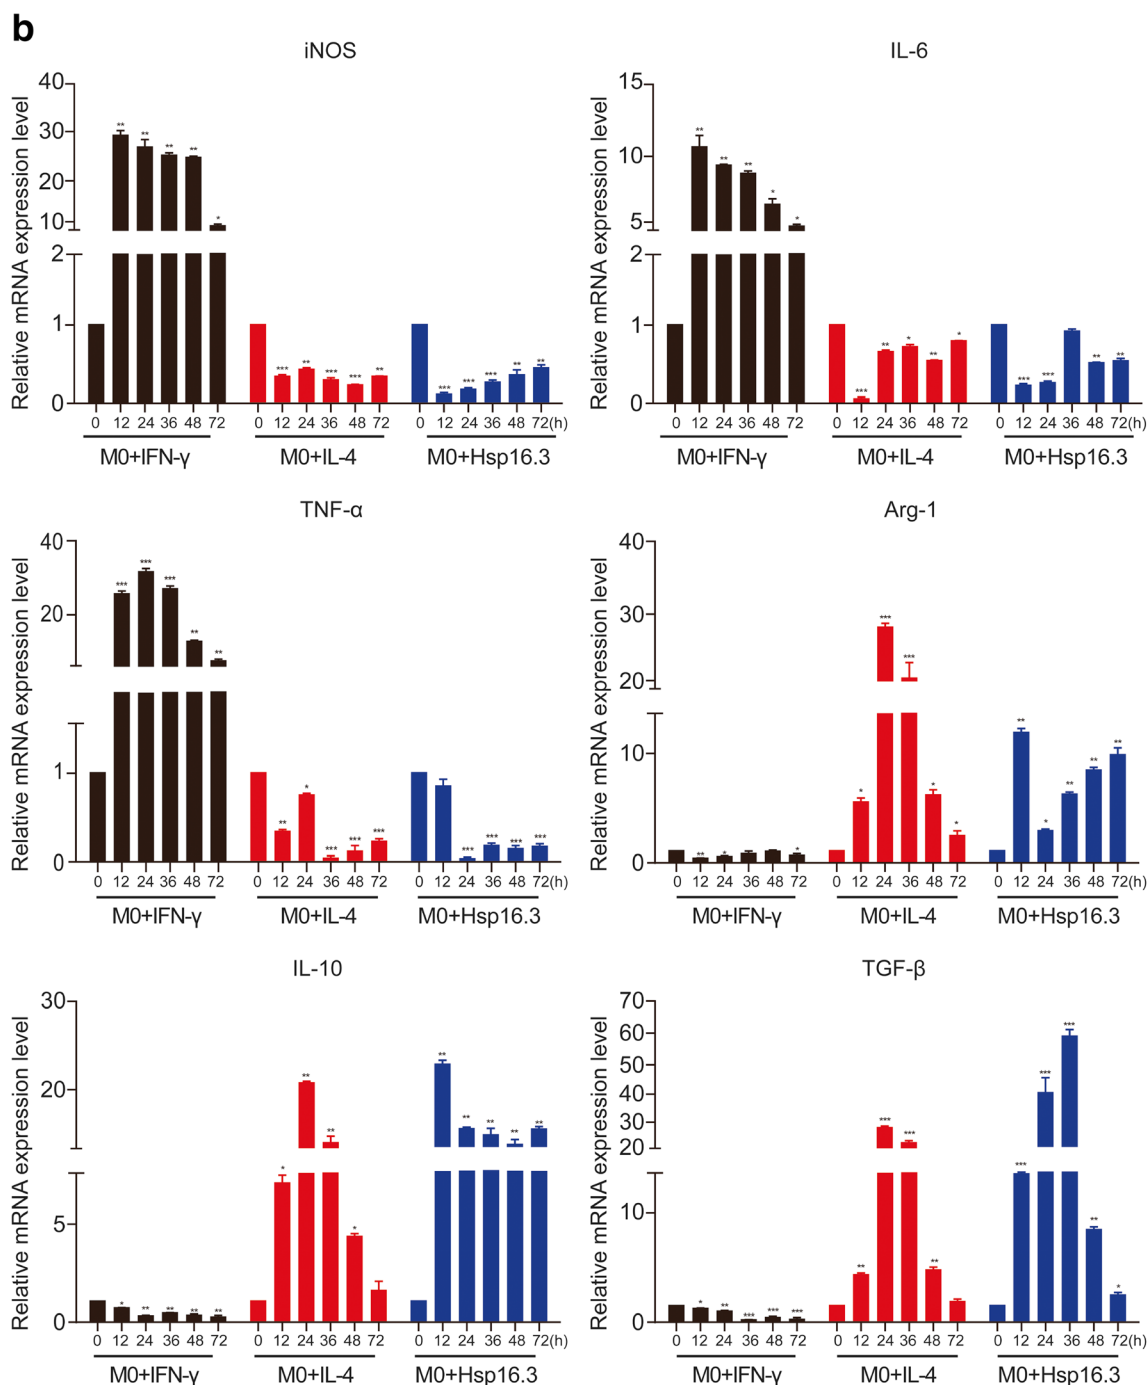 b
iNOS
IL-6
Relative mRNA expression level
40
30
20
10
2
1
0
** ** ** ** *
*** ** *** *** **
*** *** *** ** **
0 12 24 36 48 72
0 12 24 36 48 72
0 12 24 36 48 72(h)
M0+IFN-γ
M0+IL-4
M0+Hsp16.3
Relative mRNA expression level
15
10
5
2
1
0
** ** ** * *
*** ** * ** *
*** *** ** **
0 12 24 36 48 72
0 12 24 36 48 72
0 12 24 36 48 72(h)
M0+IFN-γ
M0+IL-4
M0+Hsp16.3
TNF-α
Arg-1
Relative mRNA expression level
40
20
1
0
*** *** *** ** **
** * *** *** ***
*** *** *** ***
0 12 24 36 48 72
0 12 24 36 48 72
0 12 24 36 48 72(h)
M0+IFN-γ
M0+IL-4
M0+Hsp16.3
Relative mRNA expression level
40
30
20
10
0
** * *
* *** *** * *
** * ** ** **
0 12 24 36 48 72
0 12 24 36 48 72
0 12 24 36 48 72(h)
M0+IFN-γ
M0+IL-4
M0+Hsp16.3
IL-10
TGF-β
Relative mRNA expression level
30
20
5
0
* ** ** ** **
* ** ** *
** ** ** ** **
0 12 24 36 48 72
0 12 24 36 48 72
0 12 24 36 48 72(h)
M0+IFN-γ
M0+IL-4
M0+Hsp16.3
Relative mRNA expression level
70
60
50
40
30
20
10
0
* ** *** *** ***
** *** *** **
*** *** *** ** *
0 12 24 36 48 72
0 12 24 36 48 72
0 12 24 36 48 72(h)
M0+IFN-γ
M0+IL-4
M0+Hsp16.3